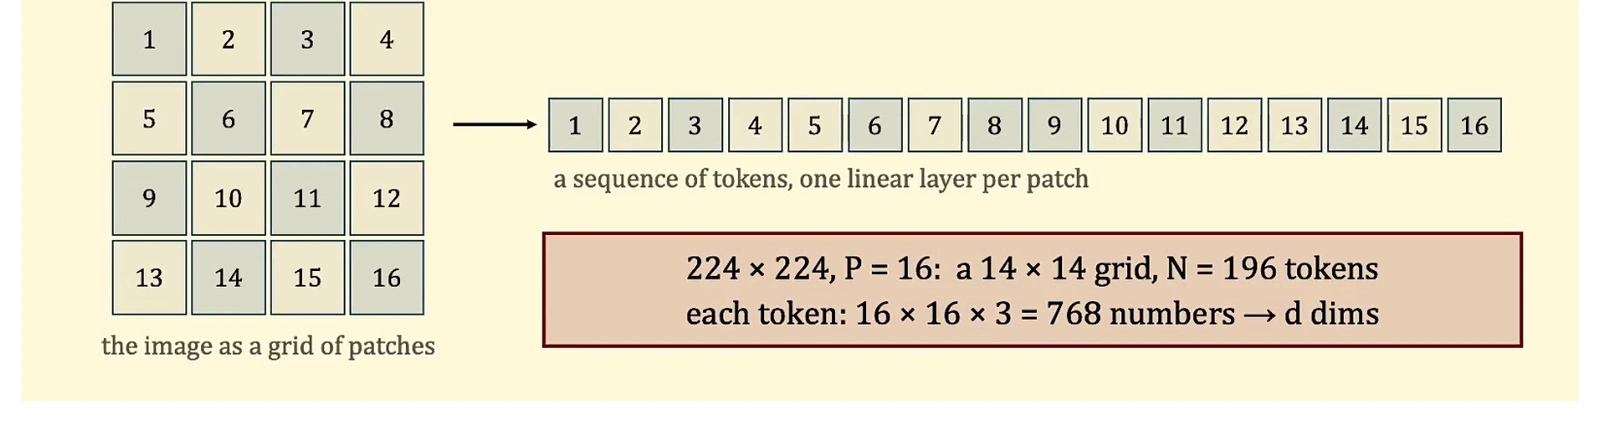 1 2 3 4
5 6 7 8
9 10 11 12
13 14 15 16
the image as a grid of patches
1 2 3 4 5 6 7 8 9 10 11 12 13 14 15 16
a sequence of tokens, one linear layer per patch
224 × 224, P = 16: a 14 × 14 grid, N = 196 tokens
each token: 16 × 16 × 3 = 768 numbers → d dims